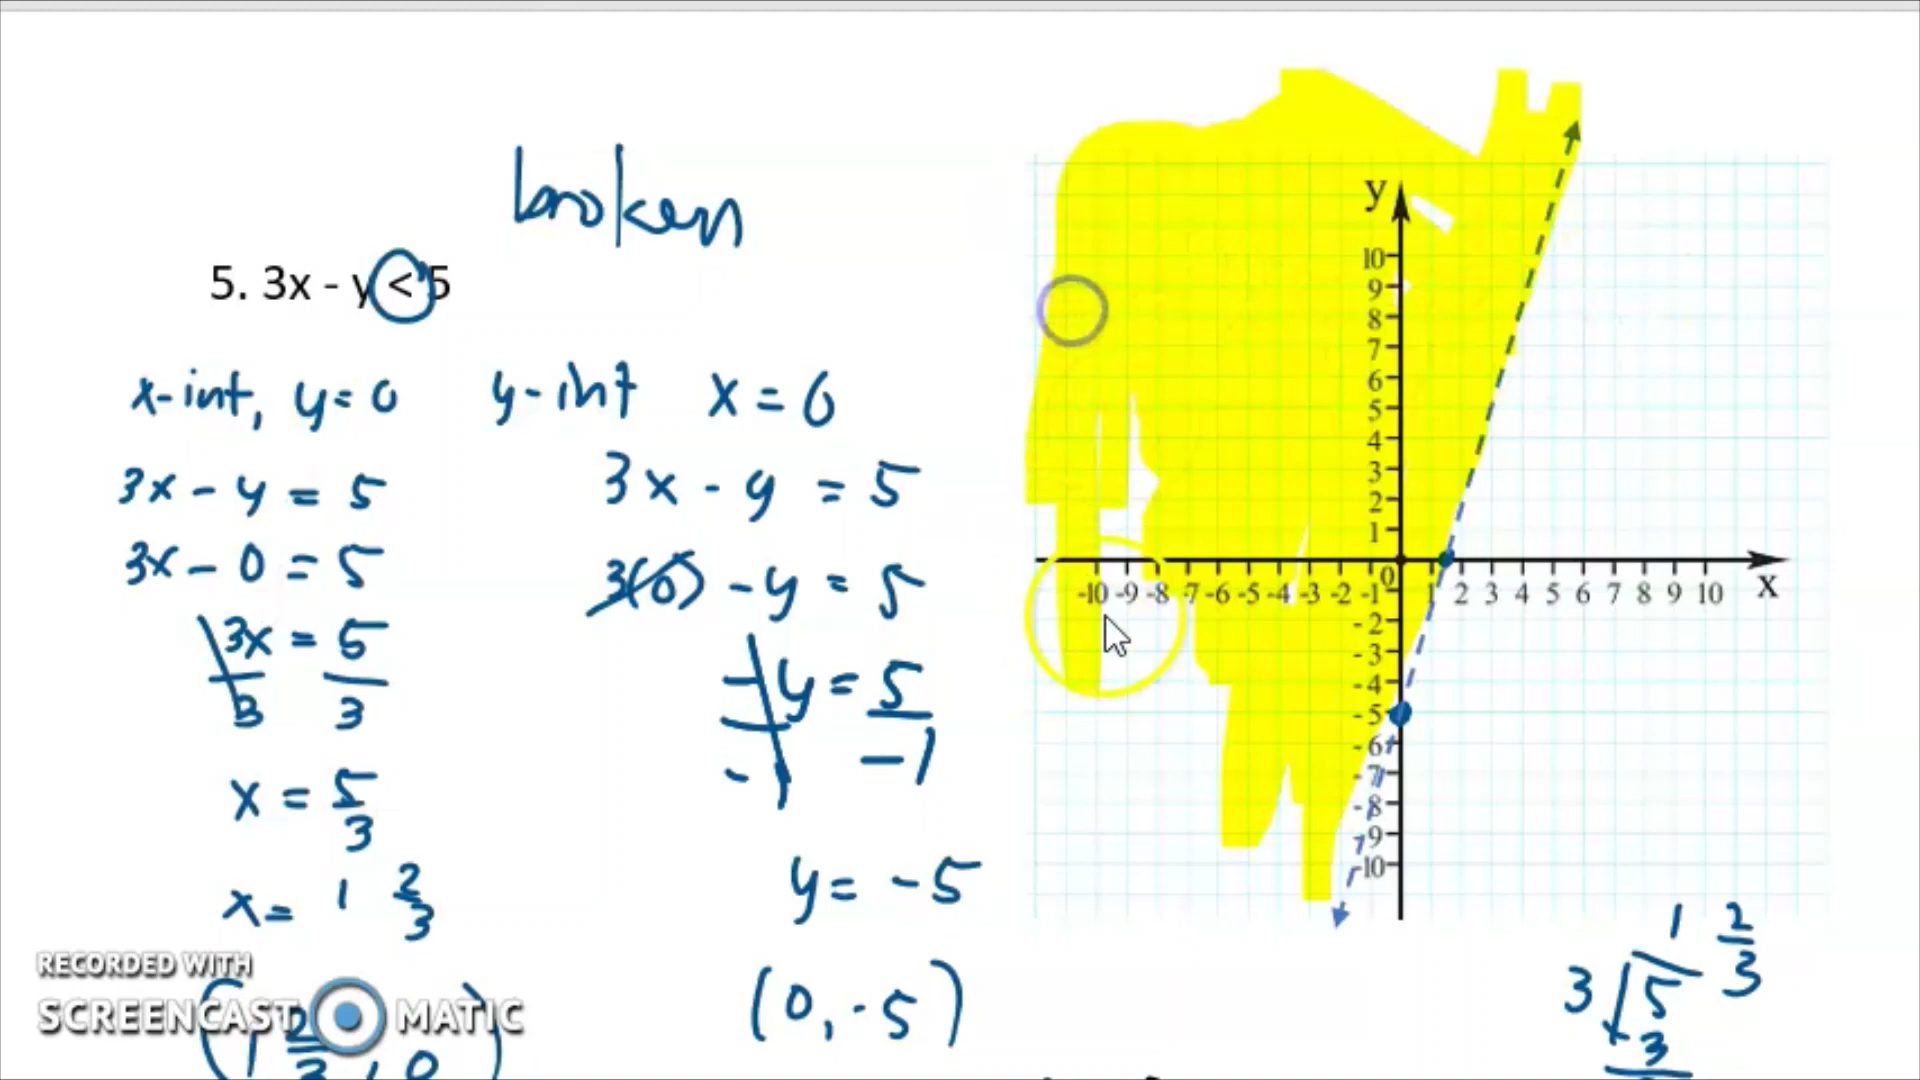 broken
5. 3x - y < 5
x-int, y=0
3x - y = 5
3x - 0 = 5
3x = 5
3 3
x = 5/3
x = 1 2/3
(1 2/3, 0)
y-int x = 0
3x - y = 5
3(0) - y = 5
-y = 5
-1 -1
y = -5
(0, -5)
y
10
9
8
7
6
5
4
3
2
1
0
-10 -9 -8 -7 -6 -5 -4 -3 -2 -1 1 2 3 4 5 6 7 8 9 10 x
-2
-3
-4
-5
-6
-7
-8
-9
-10
1 2/3
3 5
3
RECORDED WITH
SCREENCAST MATIC